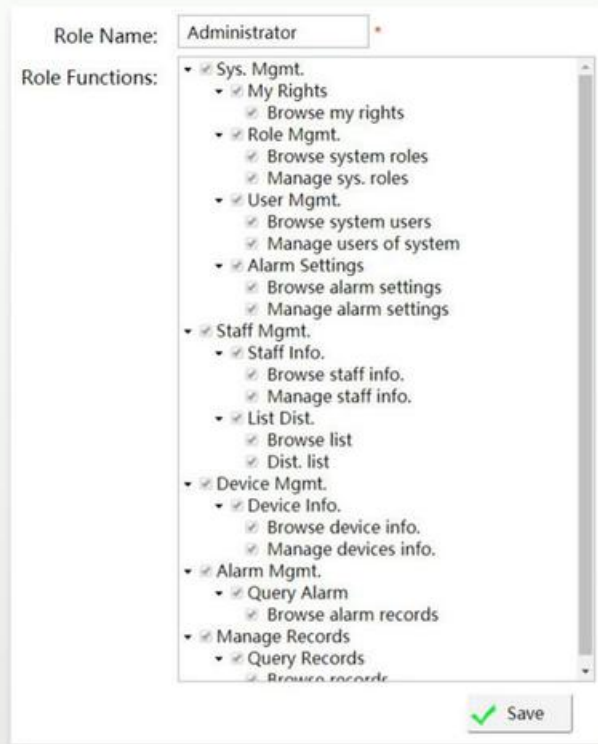 Role Name: Administrator *
Role Functions:
Sys. Mgmt.
My Rights
Browse my rights
Role Mgmt.
Browse system roles
Manage sys. roles
User Mgmt.
Browse system users
Manage users of system
Alarm Settings
Browse alarm settings
Manage alarm settings
Staff Mgmt.
Staff Info.
Browse staff info.
Manage staff info.
List Dist.
Browse list
Dist. list
Device Mgmt.
Device Info.
Browse device info.
Manage devices info.
Alarm Mgmt.
Query Alarm
Browse alarm records
Manage Records
Query Records
Browse records
Save